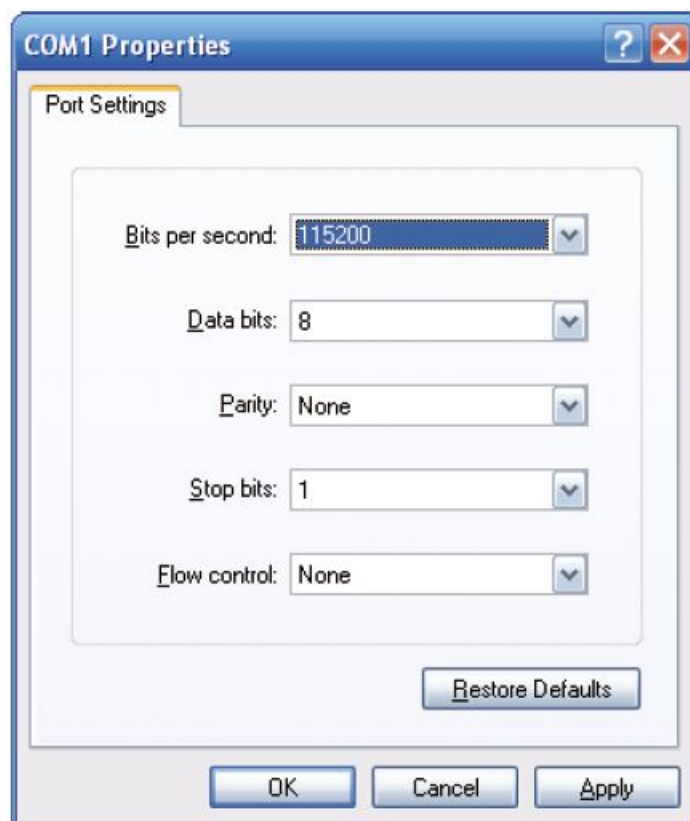 COM1 Properties
Port Settings
Bits per second: 115200
Data bits: 8
Parity: None
Stop bits: 1
Flow control: None
Restore Defaults
OK Cancel Apply